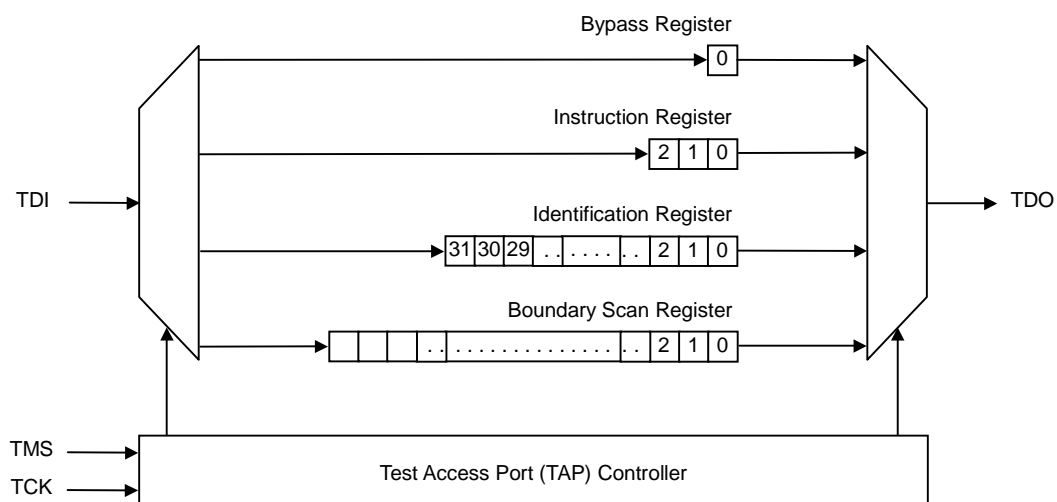 Bypass Register
0
Instruction Register
2 1 0
TDI
TDO
Identification Register
31 30 29 . . . . . . . . 2 1 0
Boundary Scan Register
. . . . . . . . . . . . . . . . . . 2 1 0
TMS
Test Access Port (TAP) Controller
TCK